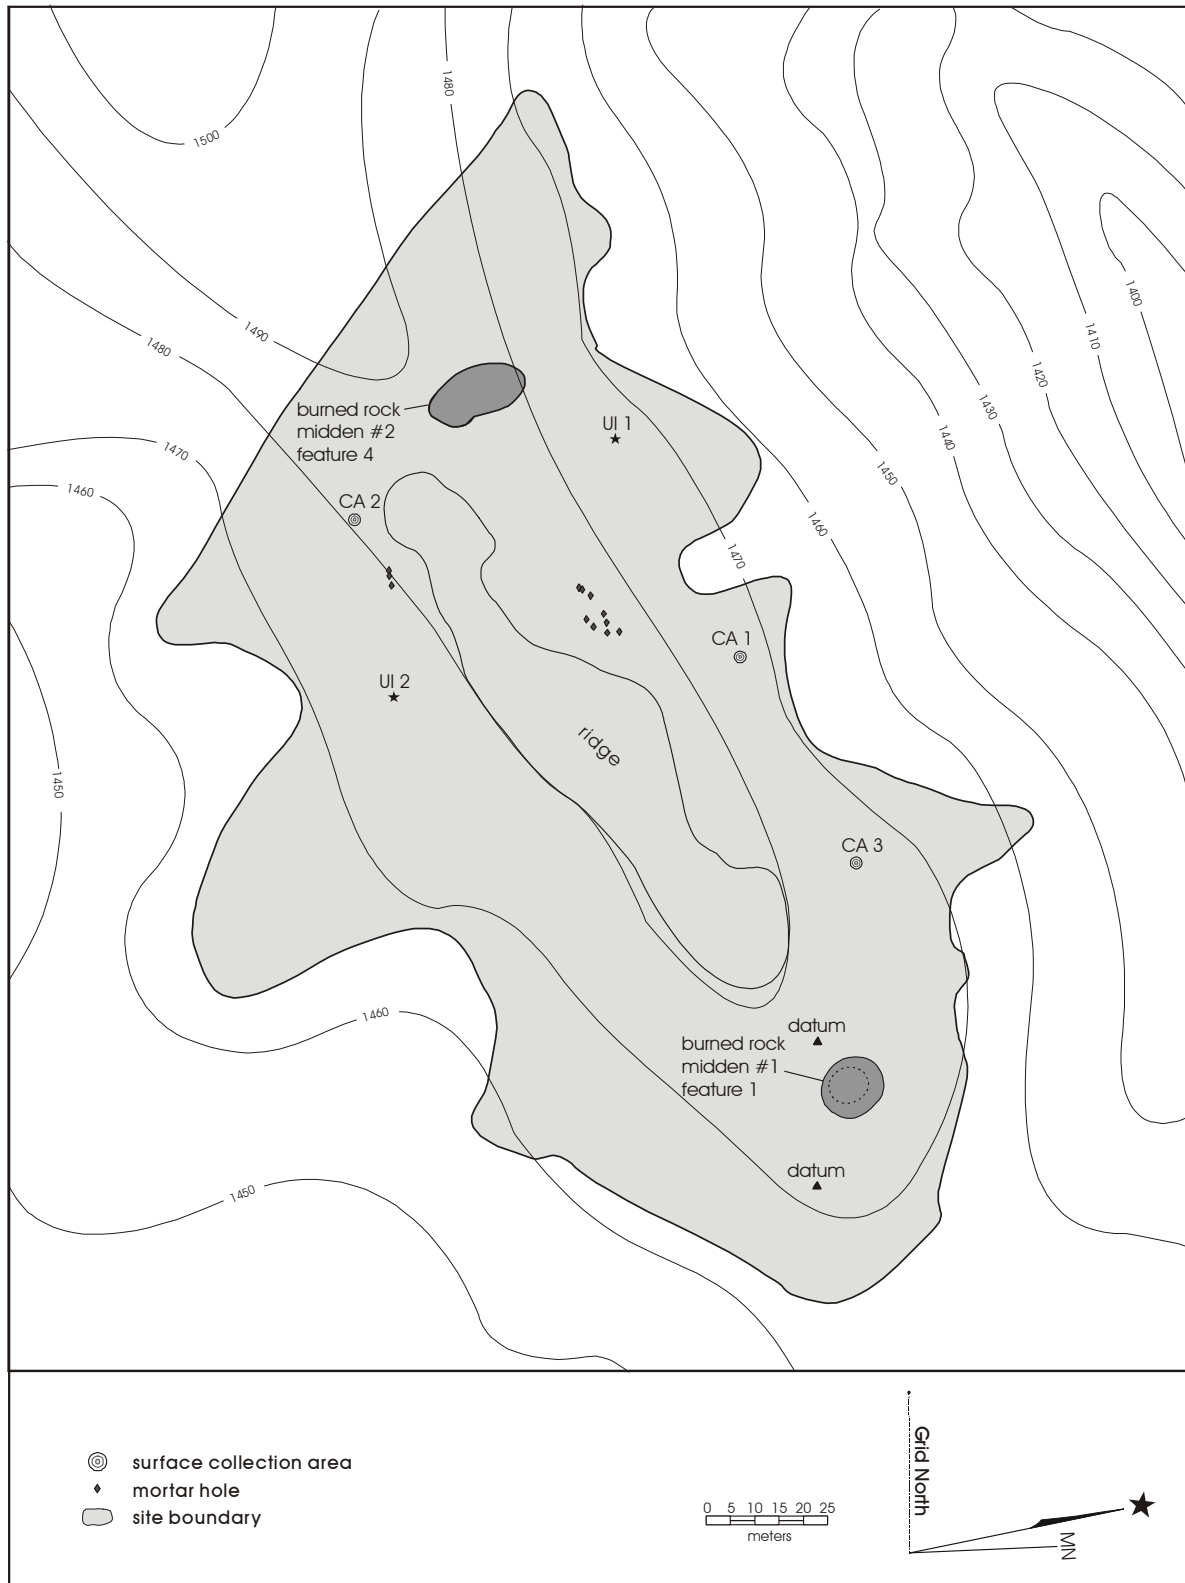 1480
1500
1490
1480
1400
1410
1420
1430
1440
1450
1460
1470
burned rock
midden #2
feature 4
UI 1
1470
1460
CA 2
CA 1
UI 2
ridge
1450
CA 3
1460
datum
burned rock
midden #1
feature 1
datum
1450
surface collection area
mortar hole
site boundary
0 5 10 15 20 25
meters
Grid North
MN